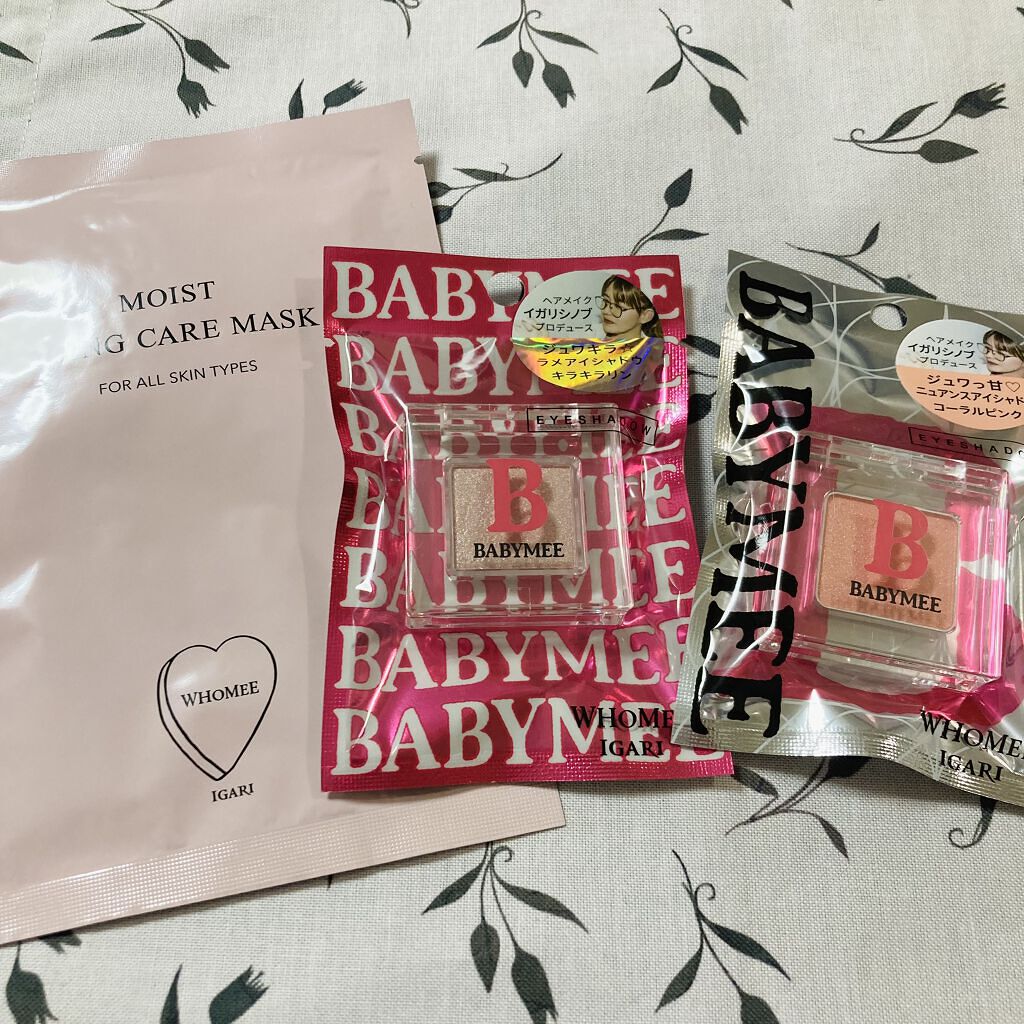 MOIST
NG CARE MASK
FOR ALL SKIN TYPES
WHOMEE
IGARI
BABYMEE
BABYMEE
BABYMEE
BABYMEE
BABYMEE
BABYMEE
ヘアメイク
イガリシノブ
プロデュース
ジュワキラ☆
ラメアイシャドウ
キラキラリン
EYESHADOW
B
BABYMEE
WHOMEE
IGARI
BABYMEE
ヘアメイク
イガリシノブ
プロデュース
ジュワっ甘♡
ニュアンスアイシャド
コーラルピンク
EYESHADOW
B
BABYMEE
WHOMEE
IGARI